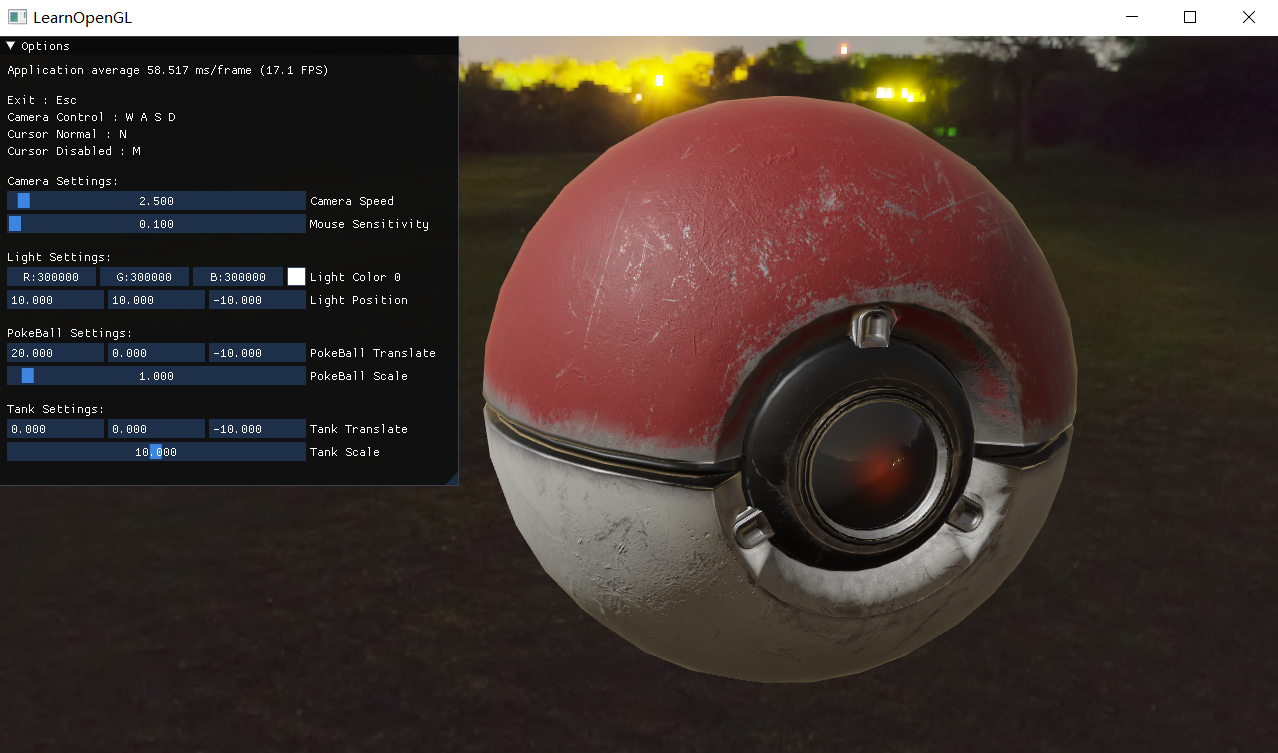 LearnOpenGL
Options
Application average 58.517 ms/frame (17.1 FPS)
Exit : Esc
Camera Control : W A S D
Cursor Normal : N
Cursor Disabled : M
Camera Settings:
2.500 Camera Speed
0.100 Mouse Sensitivity
Light Settings:
R:300000 G:300000 B:300000 Light Color 0
10.000 10.000 -10.000 Light Position
PokeBall Settings:
20.000 0.000 -10.000 PokeBall Translate
1.000 PokeBall Scale
Tank Settings:
0.000 0.000 -10.000 Tank Translate
10.000 Tank Scale